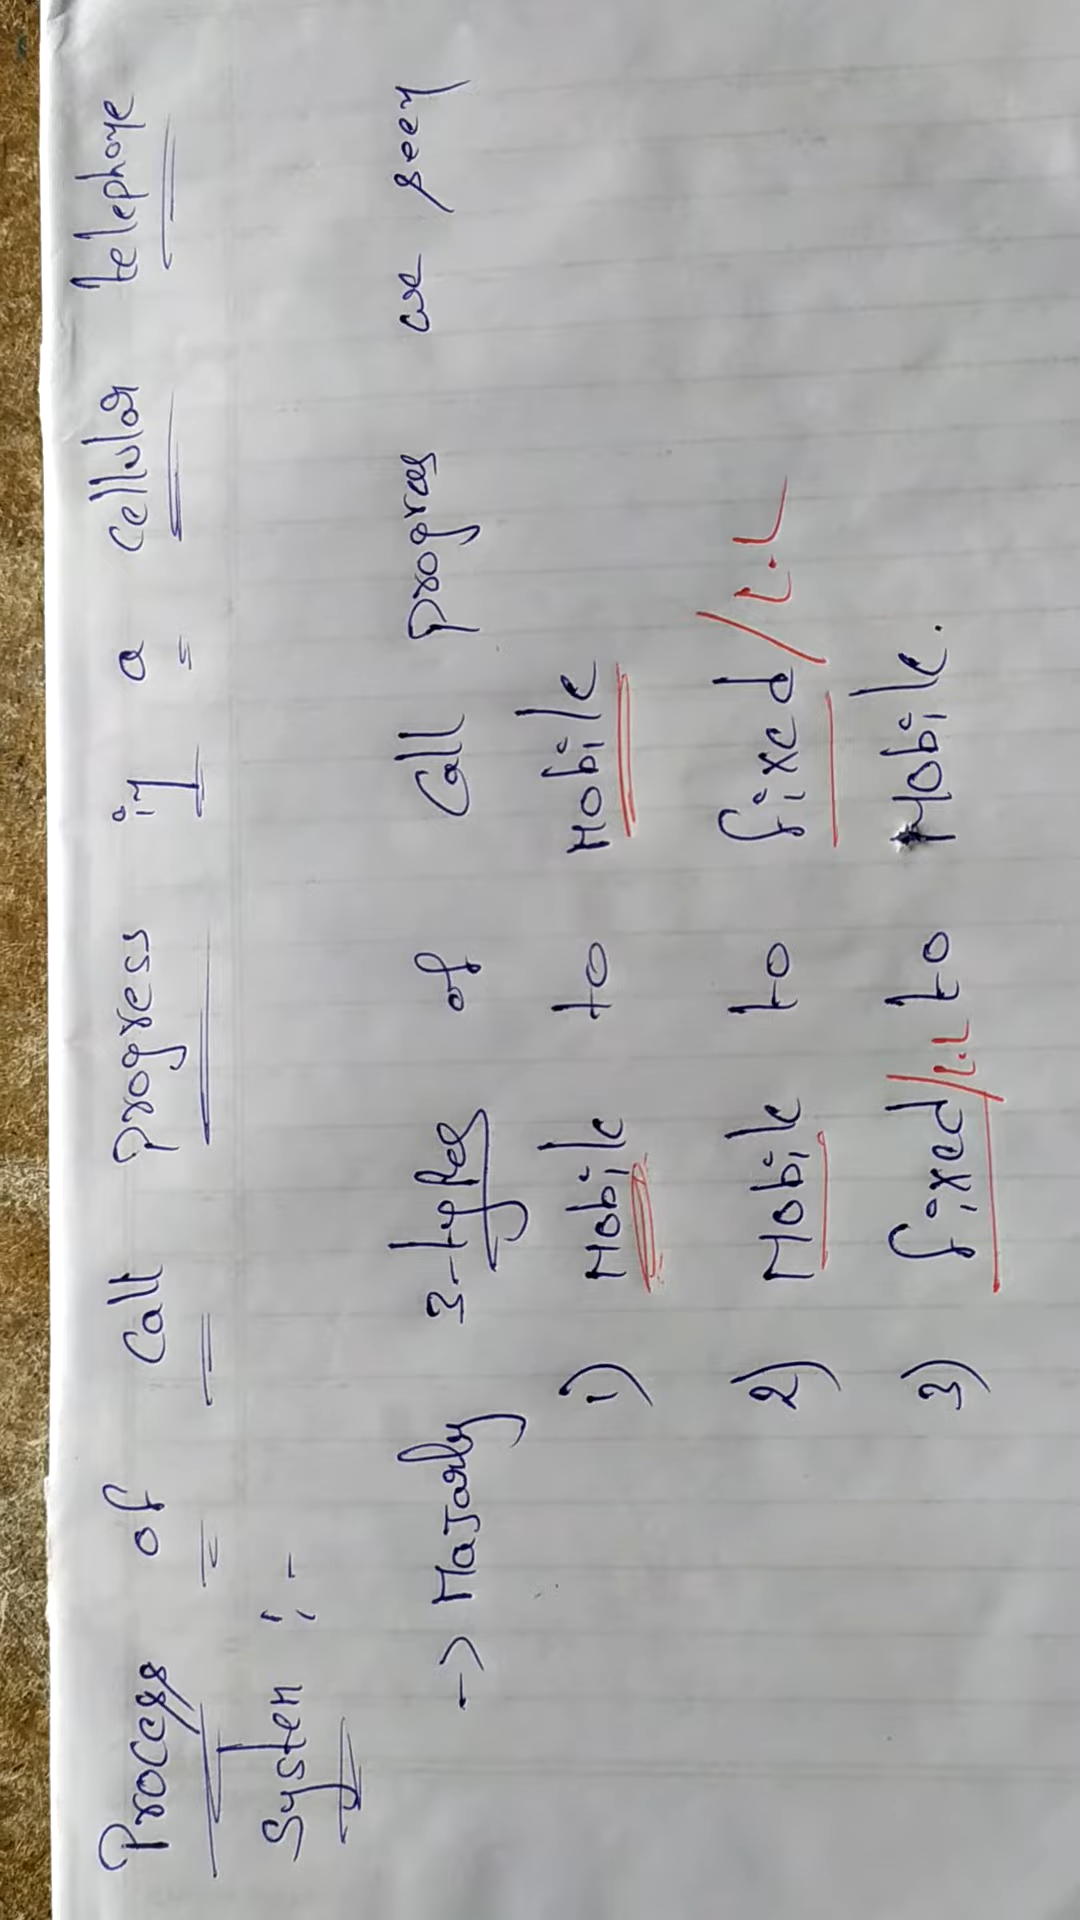 Process of Call progress in a cellular telephone
System :-
-> Majorly 3-types of Call progres are seen
1) Mobile to Mobile
2) Mobile to fixed/L.L
3) fixed/L.L to Mobile.